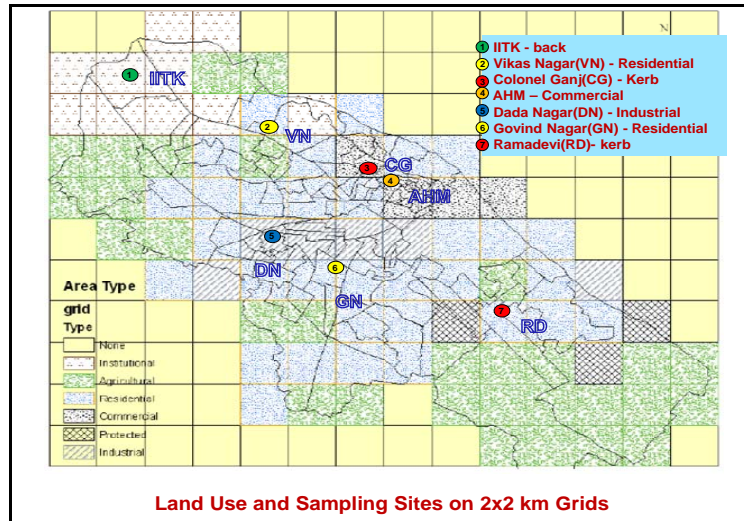 1 IITK - back
2 Vikas Nagar(VN) - Residential
3 Colonel Ganj(CG) - Kerb
4 AHM – Commercial
5 Dada Nagar(DN) - Industrial
6 Govind Nagar(GN) - Residential
7 Ramadevi(RD)- kerb
1 IITK
2 VN
3 CG
4 AHM
5 DN
6 GN
7 RD
Area Type
grid
Type
None
Institutional
Agricultural
Residential
Commercial
Protected
Industrial
Land Use and Sampling Sites on 2x2 km Grids